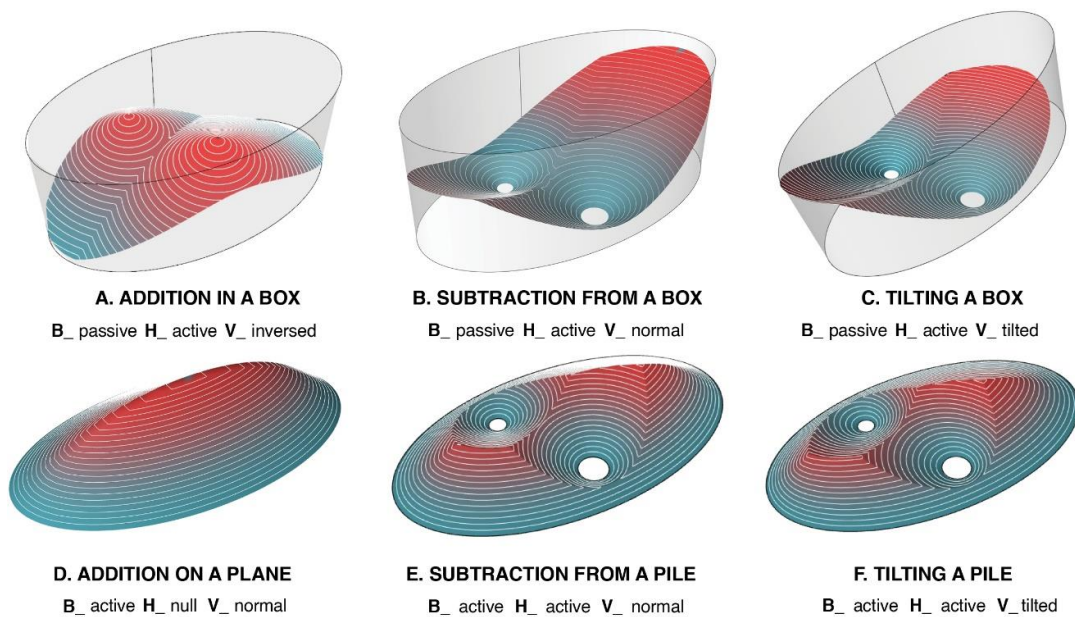 A. ADDITION IN A BOX
B_ passive H_ active V_ inversed
B. SUBTRACTION FROM A BOX
B_ passive H_ active V_ normal
C. TILTING A BOX
B_ passive H_ active V_ tilted
D. ADDITION ON A PLANE
B_ active H_ null V_ normal
E. SUBTRACTION FROM A PILE
B_ active H_ active V_ normal
F. TILTING A PILE
B_ active H_ active V_ tilted